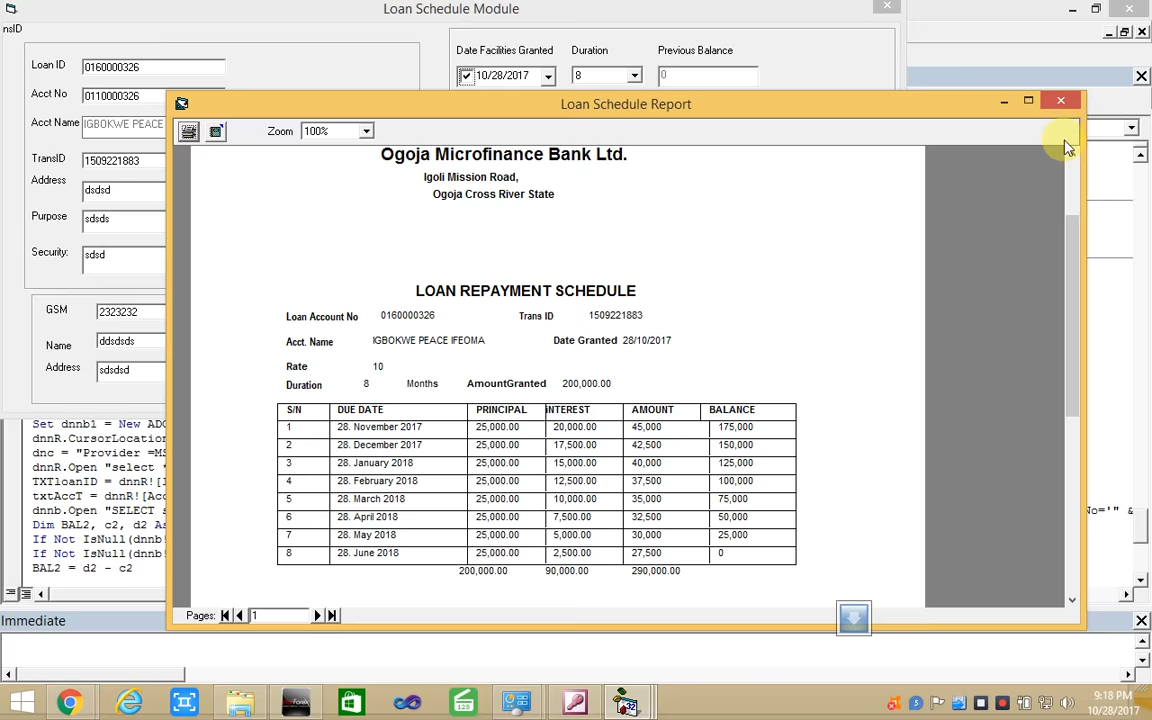 Loan Schedule Module
nsID
Date Facilities Granted Duration Previous Balance
Loan ID 0160000326
10/28/2017 8 0
Acct No 0110000326
Acct Name IGBOKWE PEACE
TransID 1509221883
Address dsdsd
Purpose sdsds
Security: sdsd
GSM 2323232
Name ddsdsds
Address sdsdsd
Loan Schedule Report
Zoom 100%
Ogoja Microfinance Bank Ltd.
Igoli Mission Road,
Ogoja Cross River State
LOAN REPAYMENT SCHEDULE
Loan Account No 0160000326 Trans ID 1509221883
Acct. Name IGBOKWE PEACE IFEOMA Date Granted 28/10/2017
Rate 10
Duration 8 Months AmountGranted 200,000.00
S/N DUE DATE PRINCIPAL iNTEREST AMOUNT BALANCE
1 28. November 2017 25,000.00 20,000.00 45,000 175,000
2 28. December 2017 25,000.00 17,500.00 42,500 150,000
3 28. January 2018 25,000.00 15,000.00 40,000 125,000
4 28. February 2018 25,000.00 12,500.00 37,500 100,000
5 28. March 2018 25,000.00 10,000.00 35,000 75,000
6 28. April 2018 25,000.00 7,500.00 32,500 50,000
7 28. May 2018 25,000.00 5,000.00 30,000 25,000
8 28. June 2018 25,000.00 2,500.00 27,500 0
200,000.00 90,000.00 290,000.00
Pages: 1
Set dnnb1 = New ADO
dnnR.CursorLocation
dnc = "Provider =MS
dnnR.Open "select *
TXTloanID = dnnR![
txtAccT = dnnR![Acc
dnnb.Open "SELECT s No='" &
Dim BAL2, c2, d2 As
If Not IsNull(dnnb
If Not IsNull(dnnb
BAL2 = d2 - c2
Immediate
9:18 PM
10/28/2017